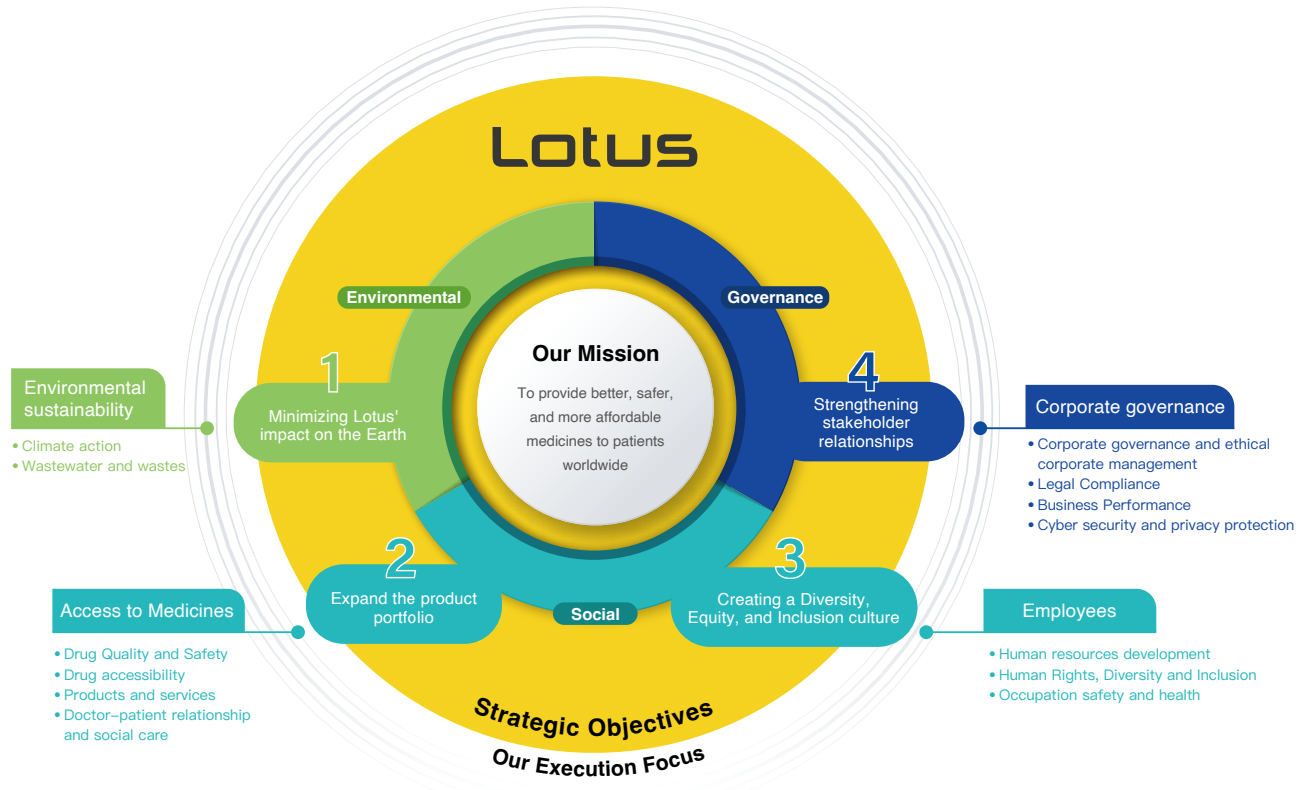 Lotus
Environmental
Governance
Our Mission
To provide better, safer,
and more affordable
medicines to patients
worldwide
1
Minimizing Lotus'
impact on the Earth
Environmental
sustainability
• Climate action
• Wastewater and wastes
4
Strengthening
stakeholder
relationships
Corporate governance
• Corporate governance and ethical
corporate management
• Legal Compliance
• Business Performance
• Cyber security and privacy protection
2
Expand the product
portfolio
Access to Medicines
• Drug Quality and Safety
• Drug accessibility
• Products and services
• Doctor–patient relationship
and social care
Social
3
Creating a Diversity,
Equity, and Inclusion culture
Employees
• Human resources development
• Human Rights, Diversity and Inclusion
• Occupation safety and health
Strategic Objectives
Our Execution Focus